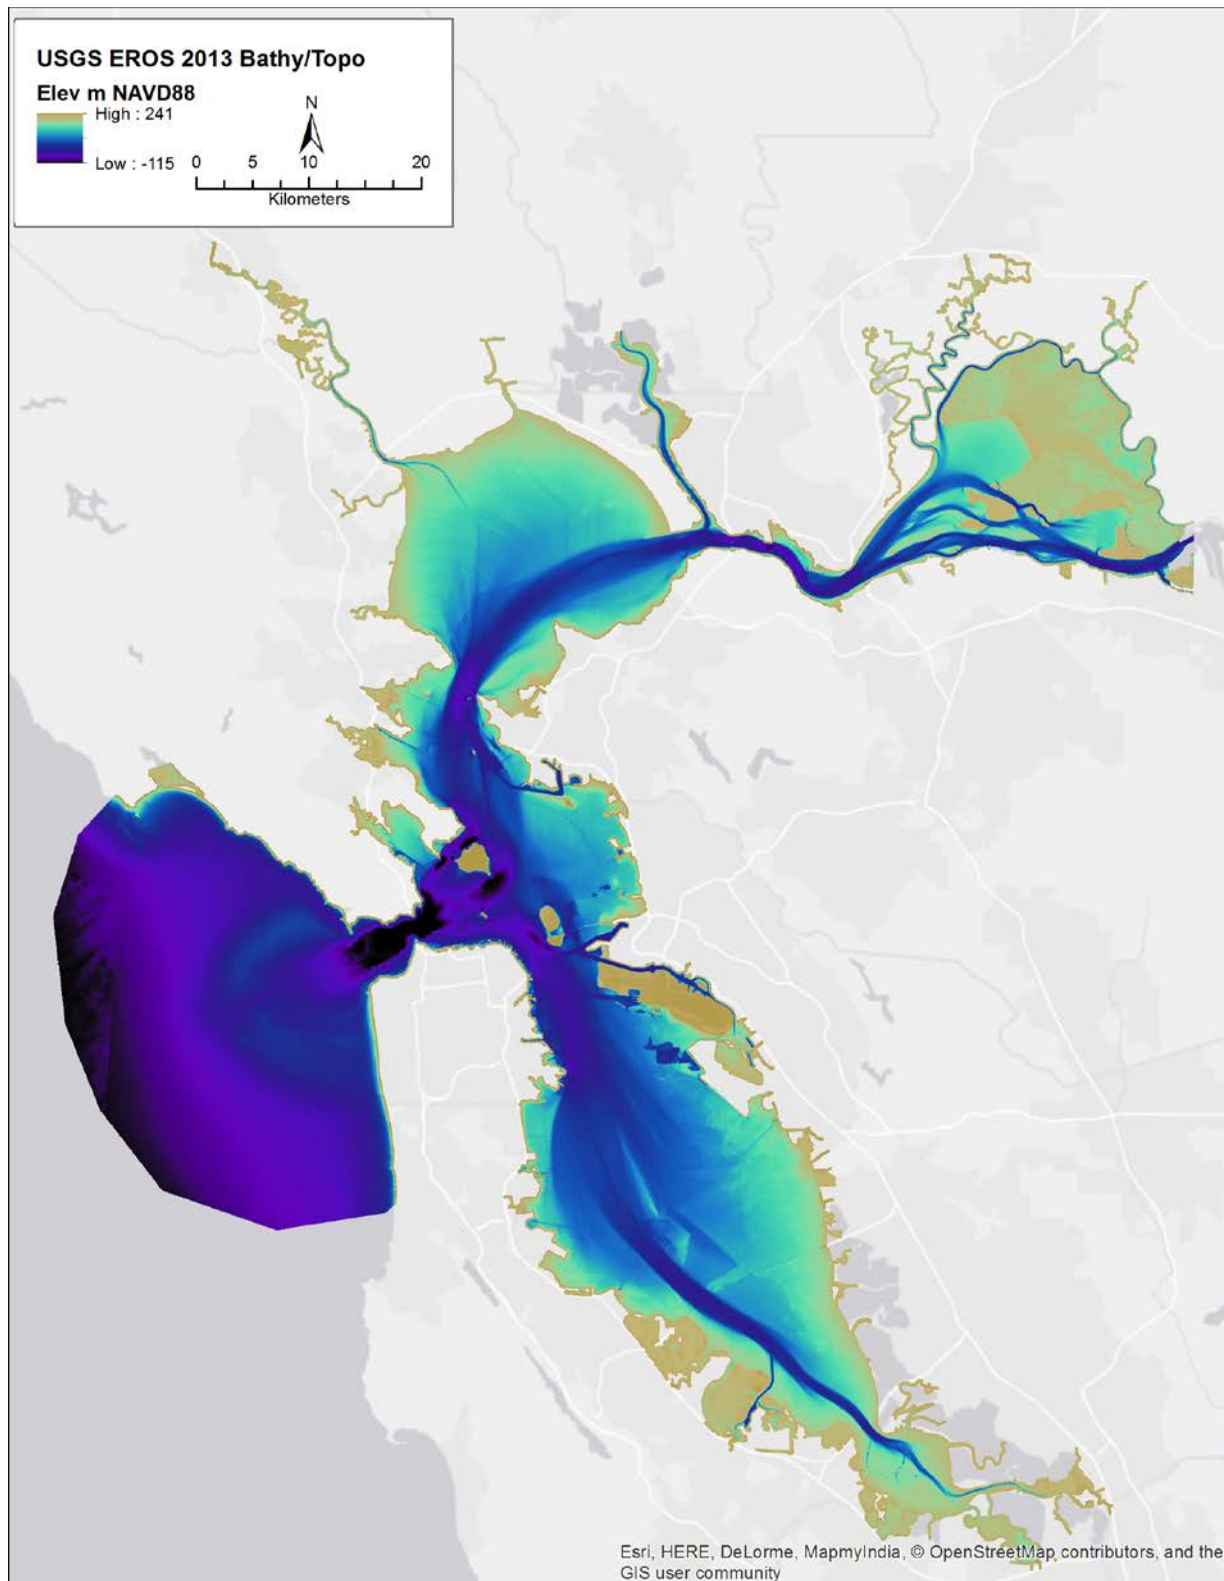 USGS EROS 2013 Bathy/Topo
Elev m NAVD88
High : 241
Low : -115
N
0 5 10 20
Kilometers
Esri, HERE, DeLorme, MapmyIndia, © OpenStreetMap contributors, and the
GIS user community